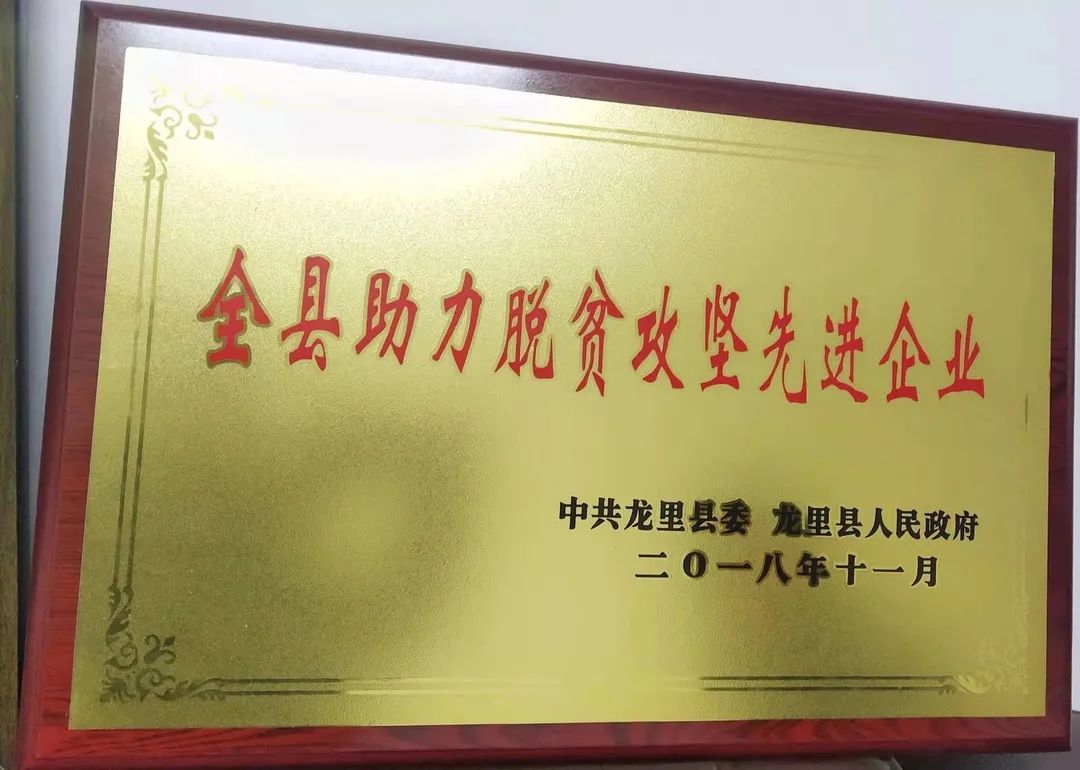 全县助力脱贫攻坚先进企业
中共龙里县委 龙里县人民政府
二〇一八年十一月